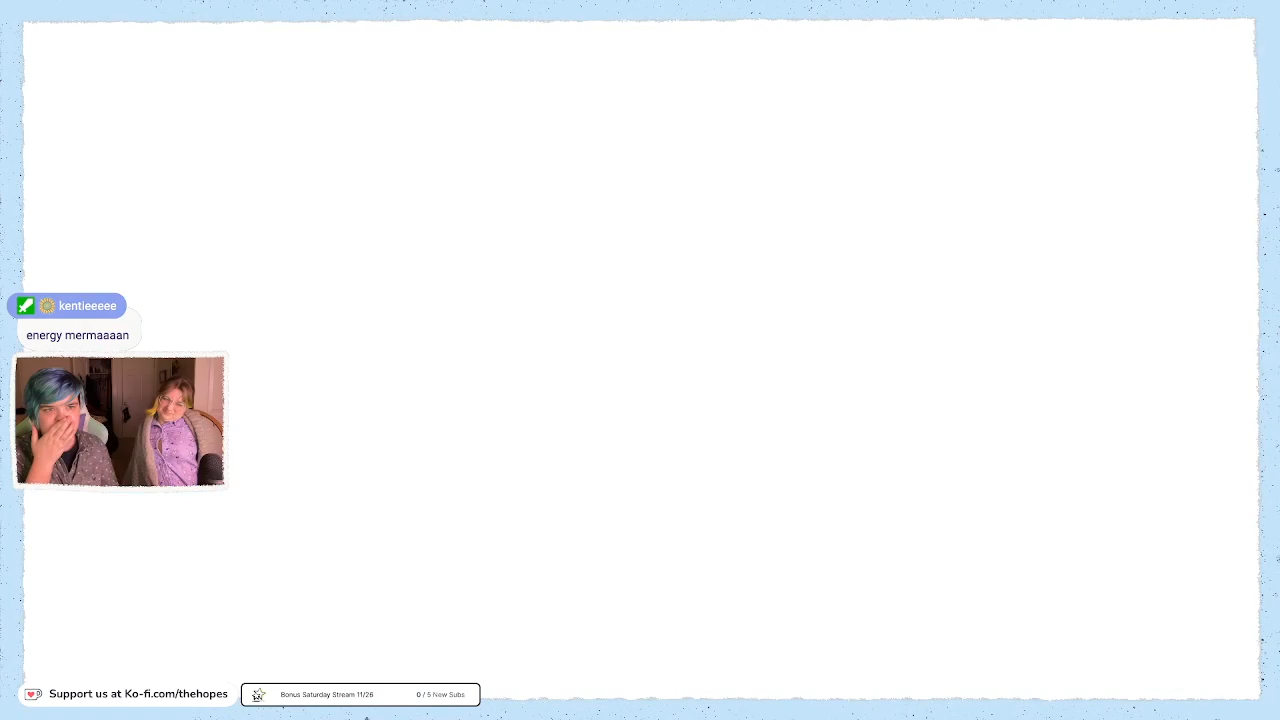 kentieeeee
energy mermaaaan
Support us at Ko-fi.com/thehopes
Bonus Saturday Stream 11/26 0 / 5 New Subs